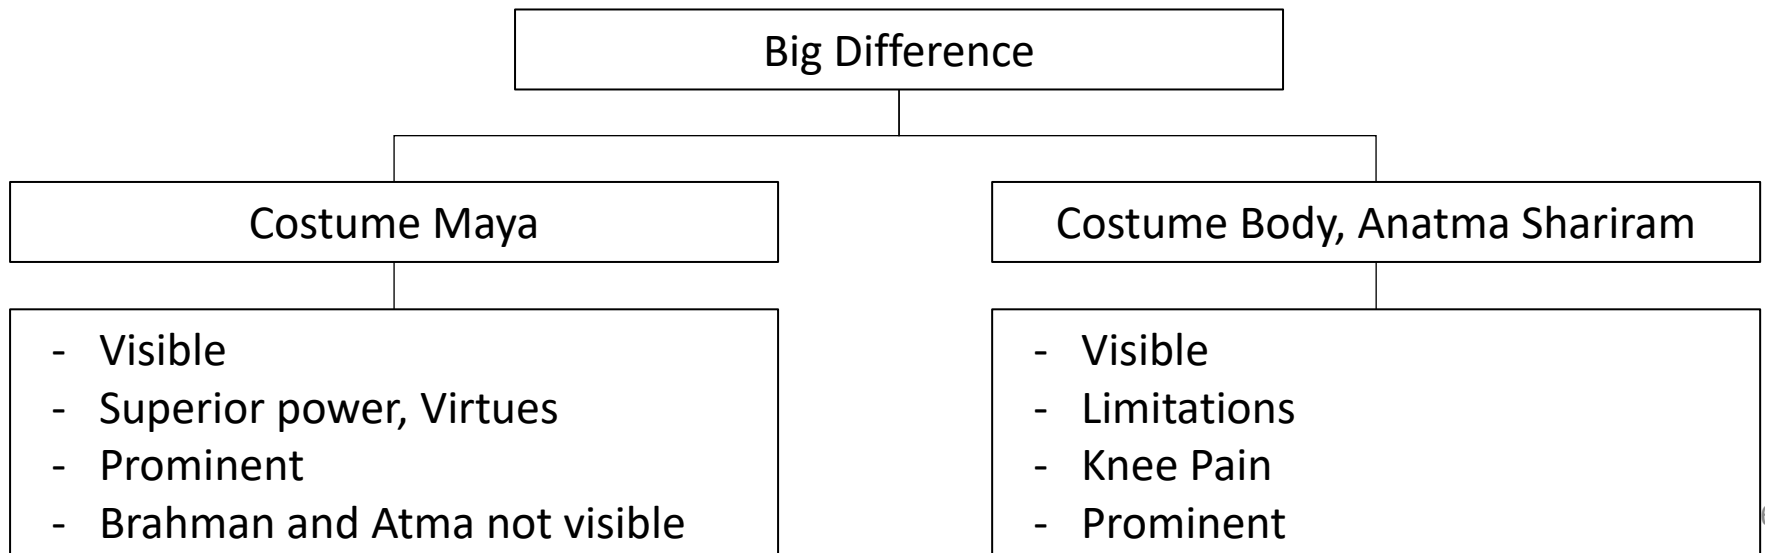 Big Difference
Costume Maya
Costume Body, Anatma Shariram
- Visible
- Superior power, Virtues
- Prominent
- Brahman and Atma not visible
- Visible
- Limitations
- Knee Pain
- Prominent